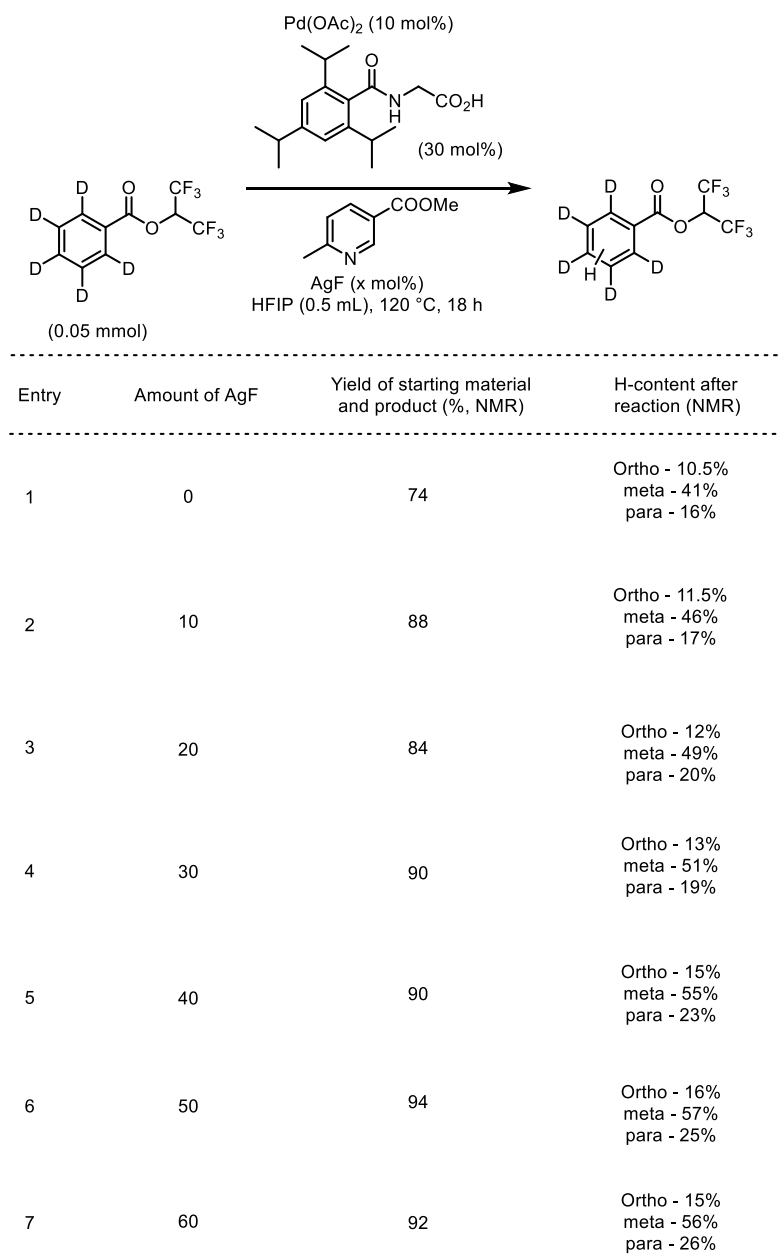 Pd(OAc)2 (10 mol%)
O
N
H
CO2H
(30 mol%)
D
D
D
D
D
O
O
CF3
CF3
(0.05 mmol)
COOMe
N
AgF (x mol%)
HFIP (0.5 mL), 120 °C, 18 h
D
D
D
D
D
H
O
O
CF3
CF3
Entry
Amount of AgF
Yield of starting material
and product (%, NMR)
H-content after
reaction (NMR)
1
0
74
Ortho - 10.5%
meta - 41%
para - 16%
2
10
88
Ortho - 11.5%
meta - 46%
para - 17%
3
20
84
Ortho - 12%
meta - 49%
para - 20%
4
30
90
Ortho - 13%
meta - 51%
para - 19%
5
40
90
Ortho - 15%
meta - 55%
para - 23%
6
50
94
Ortho - 16%
meta - 57%
para - 25%
7
60
92
Ortho - 15%
meta - 56%
para - 26%